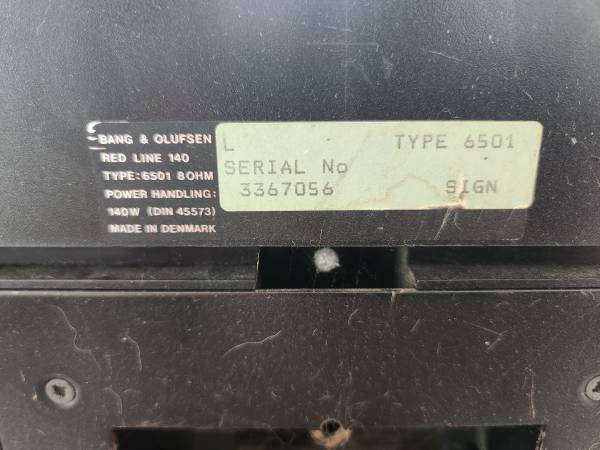 BANG & OLUFSEN
RED LINE 140
TYPE:6501 8OHM
POWER HANDLING:
140W (DIN 45573)
MADE IN DENMARK
L TYPE 6501
SERIAL No
3367056 SIGN